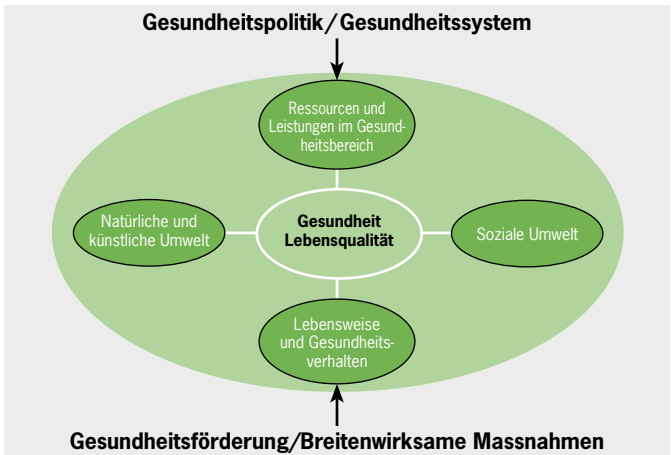 Gesundheitspolitik/Gesundheitssystem
Ressourcen und
Leistungen im Gesund-
heitsbereich
Natürliche und
künstliche Umwelt
Gesundheit
Lebensqualität
Soziale Umwelt
Lebensweise
und Gesundheits-
verhalten
Gesundheitsförderung/Breitenwirksame Massnahmen